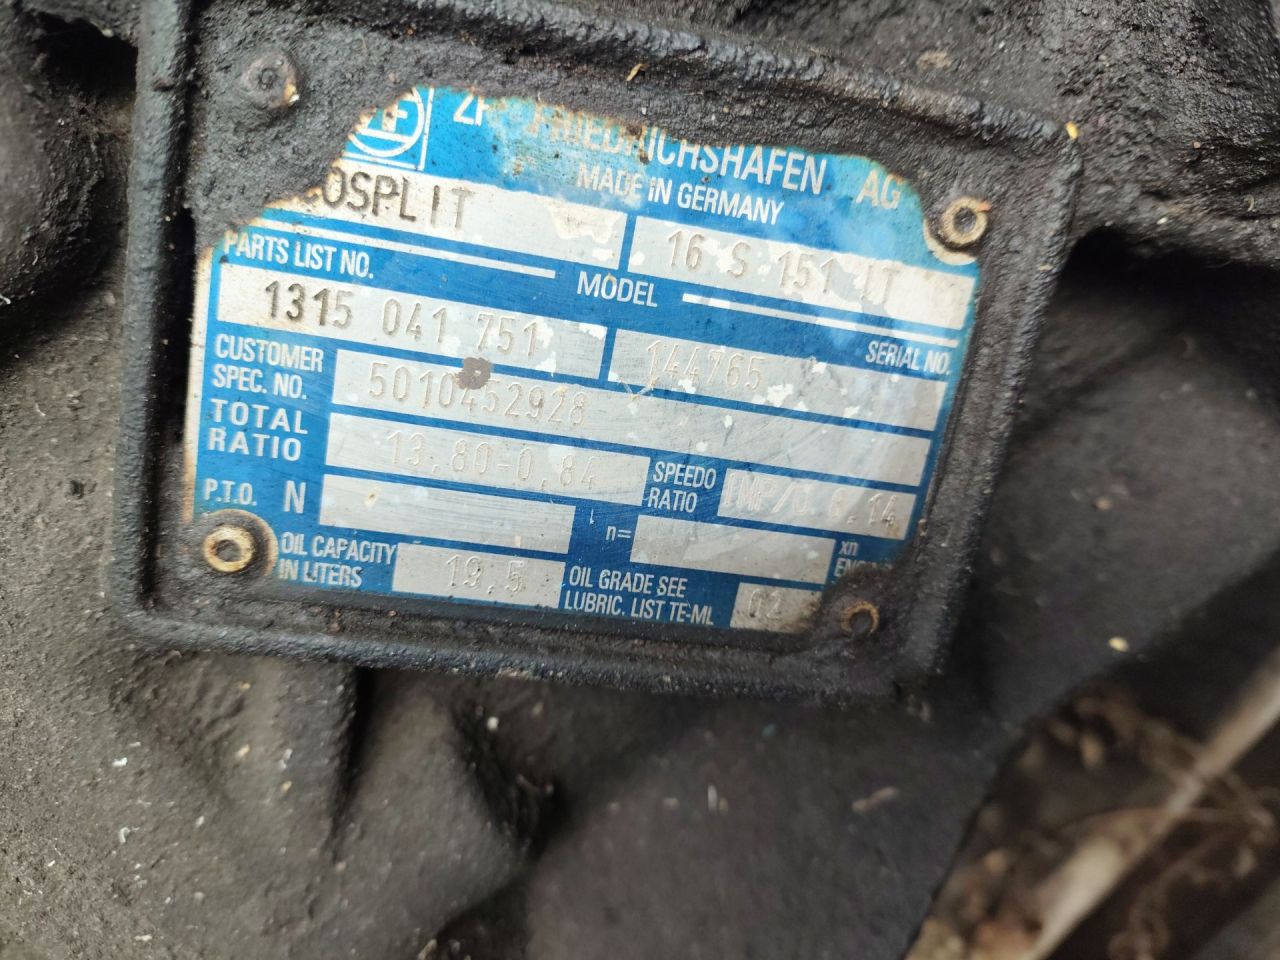 ZF FRIEDRICHSHAFEN AG
MADE IN GERMANY
OSPLIT
16 S 151 IT
PARTS LIST NO.
MODEL
1315 041 751
144765
SERIAL NO.
CUSTOMER SPEC. NO.
5010452928
TOTAL RATIO
13,80-0,84
SPEEDO RATIO
P.T.O. N
n=
xn
OIL CAPACITY IN LITERS
19,5
OIL GRADE SEE LUBRIC. LIST TE-ML
02